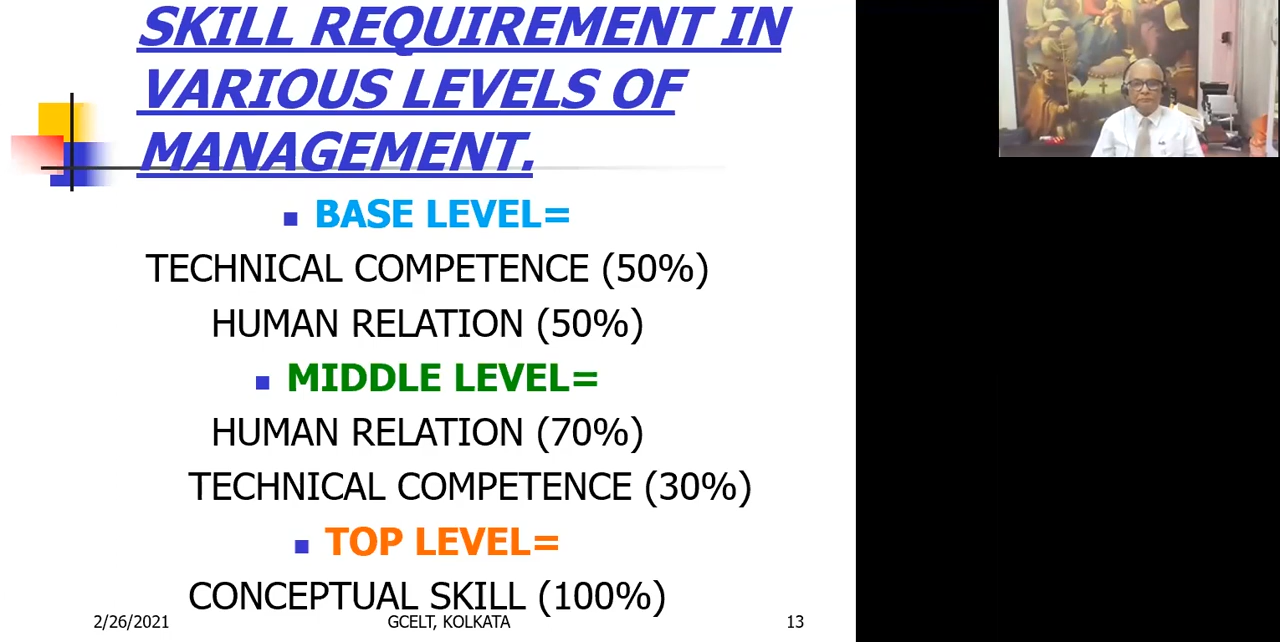 SKILL REQUIREMENT IN
VARIOUS LEVELS OF
MANAGEMENT.
BASE LEVEL=
TECHNICAL COMPETENCE (50%)
HUMAN RELATION (50%)
MIDDLE LEVEL=
HUMAN RELATION (70%)
TECHNICAL COMPETENCE (30%)
TOP LEVEL=
CONCEPTUAL SKILL (100%)
2/26/2021
GCELT, KOLKATA
13